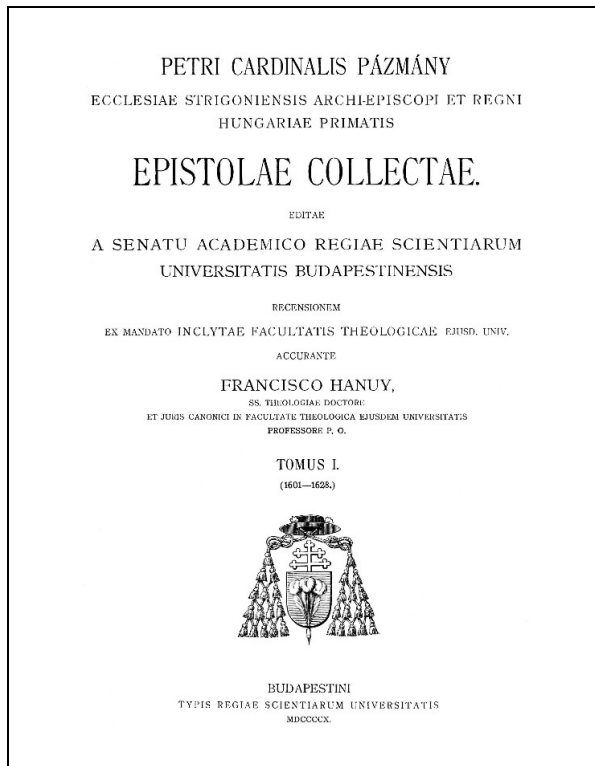 PETRI CARDINALIS PÁZMÁNY
ECCLESIAE STRIGONIENSIS ARCHI-EPISCOPI ET REGNI
HUNGARIAE PRIMATIS
EPISTOLAE COLLECTAE.
EDITAE
A SENATU ACADEMICO REGIAE SCIENTIARUM
UNIVERSITATIS BUDAPESTINENSIS
RECENSIONEM
EX MANDATO INCLYTAE FACULTATIS THEOLOGICAE EJUSD. UNIV.
ACCURANTE
FRANCISCO HANUY,
SS. THEOLOGIAE DOCTORE
ET JURIS CANONICI IN FACULTATE THEOLOGICA EJUSDEM UNIVERSITATIS
PROFESSORE P. O.
TOMUS I.
(1601—1628.)
BUDAPESTINI
TYPIS REGIAE SCIENTIARUM UNIVERSITATIS
MDCCCCX.